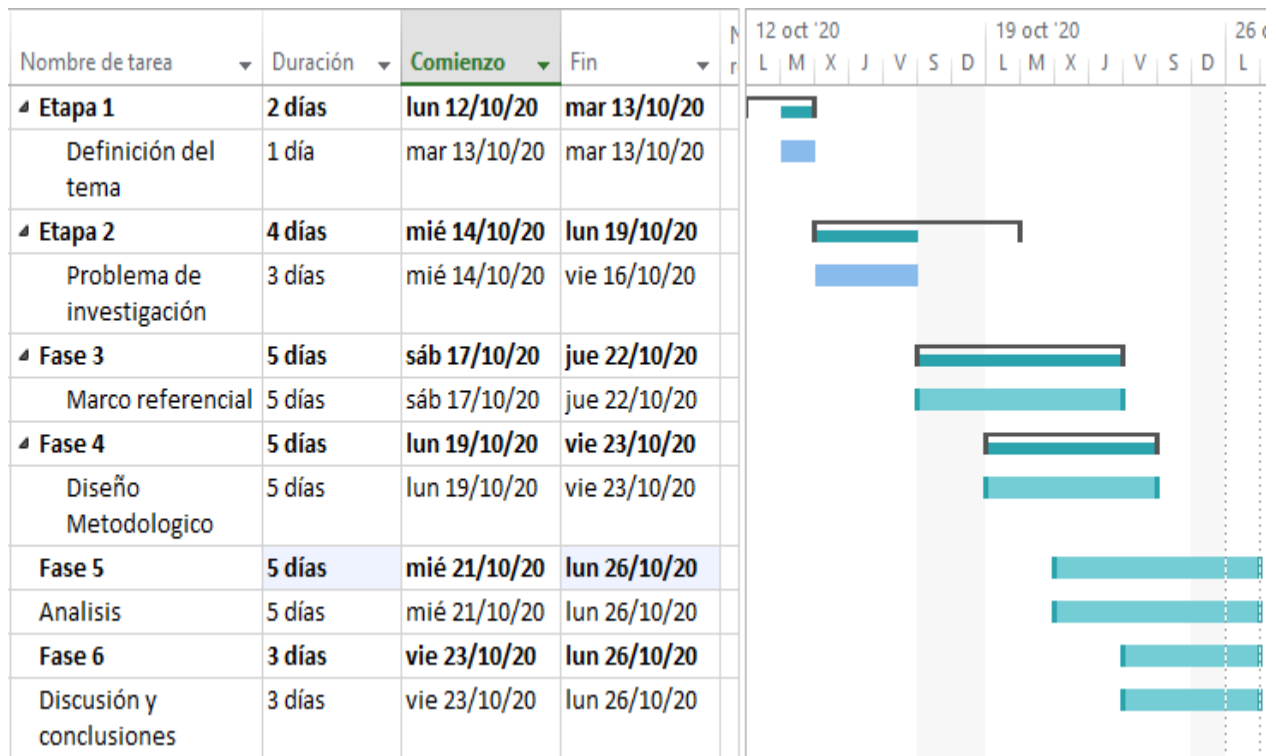 Nombre de tarea Duración Comienzo Fin
12 oct '20 19 oct '20 26
L M X J V S D L M X J V S D L
Etapa 1 2 días lun 12/10/20 mar 13/10/20
Definición del 1 día mar 13/10/20 mar 13/10/20
tema
Etapa 2 4 días mié 14/10/20 lun 19/10/20
Problema de 3 días mié 14/10/20 vie 16/10/20
investigación
Fase 3 5 días sáb 17/10/20 jue 22/10/20
Marco referencial 5 días sáb 17/10/20 jue 22/10/20
Fase 4 5 días lun 19/10/20 vie 23/10/20
Diseño 5 días lun 19/10/20 vie 23/10/20
Metodologico
Fase 5 5 días mié 21/10/20 lun 26/10/20
Analisis 5 días mié 21/10/20 lun 26/10/20
Fase 6 3 días vie 23/10/20 lun 26/10/20
Discusión y 3 días vie 23/10/20 lun 26/10/20
conclusiones